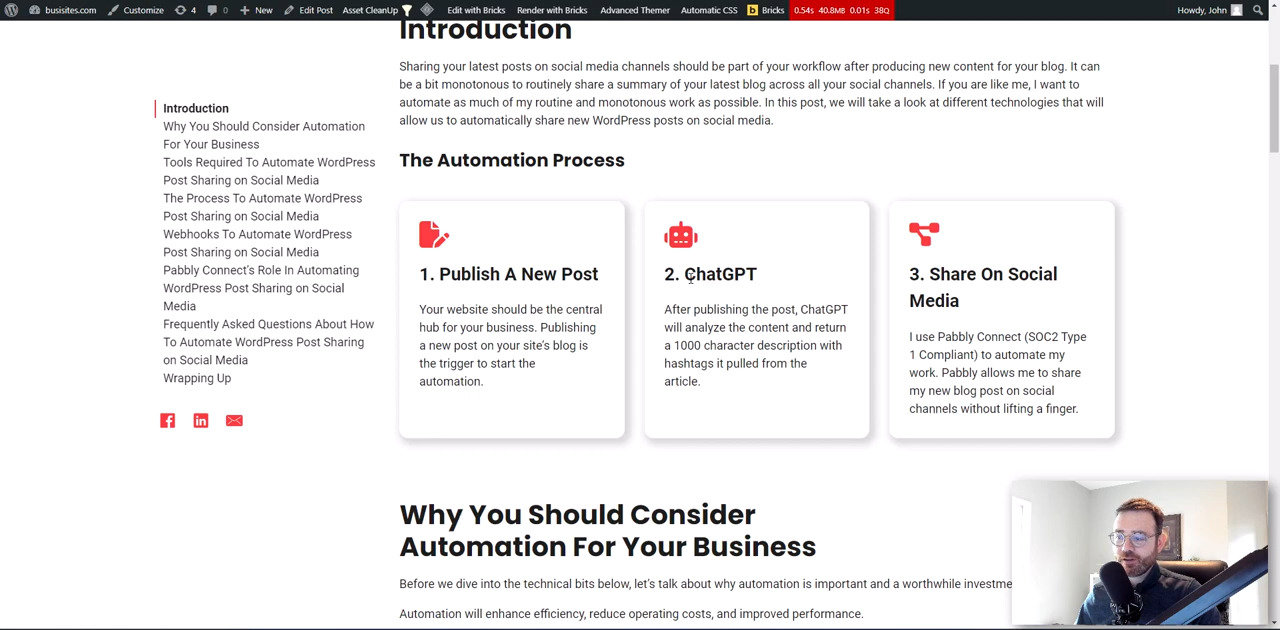 busisites.com Customize 4 0 New Edit Post Asset CleanUp Edit with Bricks Render with Bricks Advanced Themer Automatic CSS b Bricks 0.54s 40.8MB 0.01s 38Q Howdy, John
Introduction
Sharing your latest posts on social media channels should be part of your workflow after producing new content for your blog. It can
be a bit monotonous to routinely share a summary of your latest blog across all your social channels. If you are like me, I want to
automate as much of my routine and monotonous work as possible. In this post, we will take a look at different technologies that will
allow us to automatically share new WordPress posts on social media.
Introduction
Why You Should Consider Automation
For Your Business
Tools Required To Automate WordPress
Post Sharing on Social Media
The Process To Automate WordPress
Post Sharing on Social Media
Webhooks To Automate WordPress
Post Sharing on Social Media
Pabbly Connect's Role In Automating
WordPress Post Sharing on Social
Media
Frequently Asked Questions About How
To Automate WordPress Post Sharing
on Social Media
Wrapping Up
The Automation Process
1. Publish A New Post
Your website should be the central
hub for your business. Publishing
a new post on your site's blog is
the trigger to start the
automation.
2. ChatGPT
After publishing the post, ChatGPT
will analyze the content and return
a 1000 character description with
hashtags it pulled from the
article.
3. Share On Social
Media
I use Pabbly Connect (SOC2 Type
1 Compliant) to automate my
work. Pabbly allows me to share
my new blog post on social
channels without lifting a finger.
Why You Should Consider
Automation For Your Business
Before we dive into the technical bits below, let's talk about why automation is important and a worthwhile investme
Automation will enhance efficiency, reduce operating costs, and improved performance.